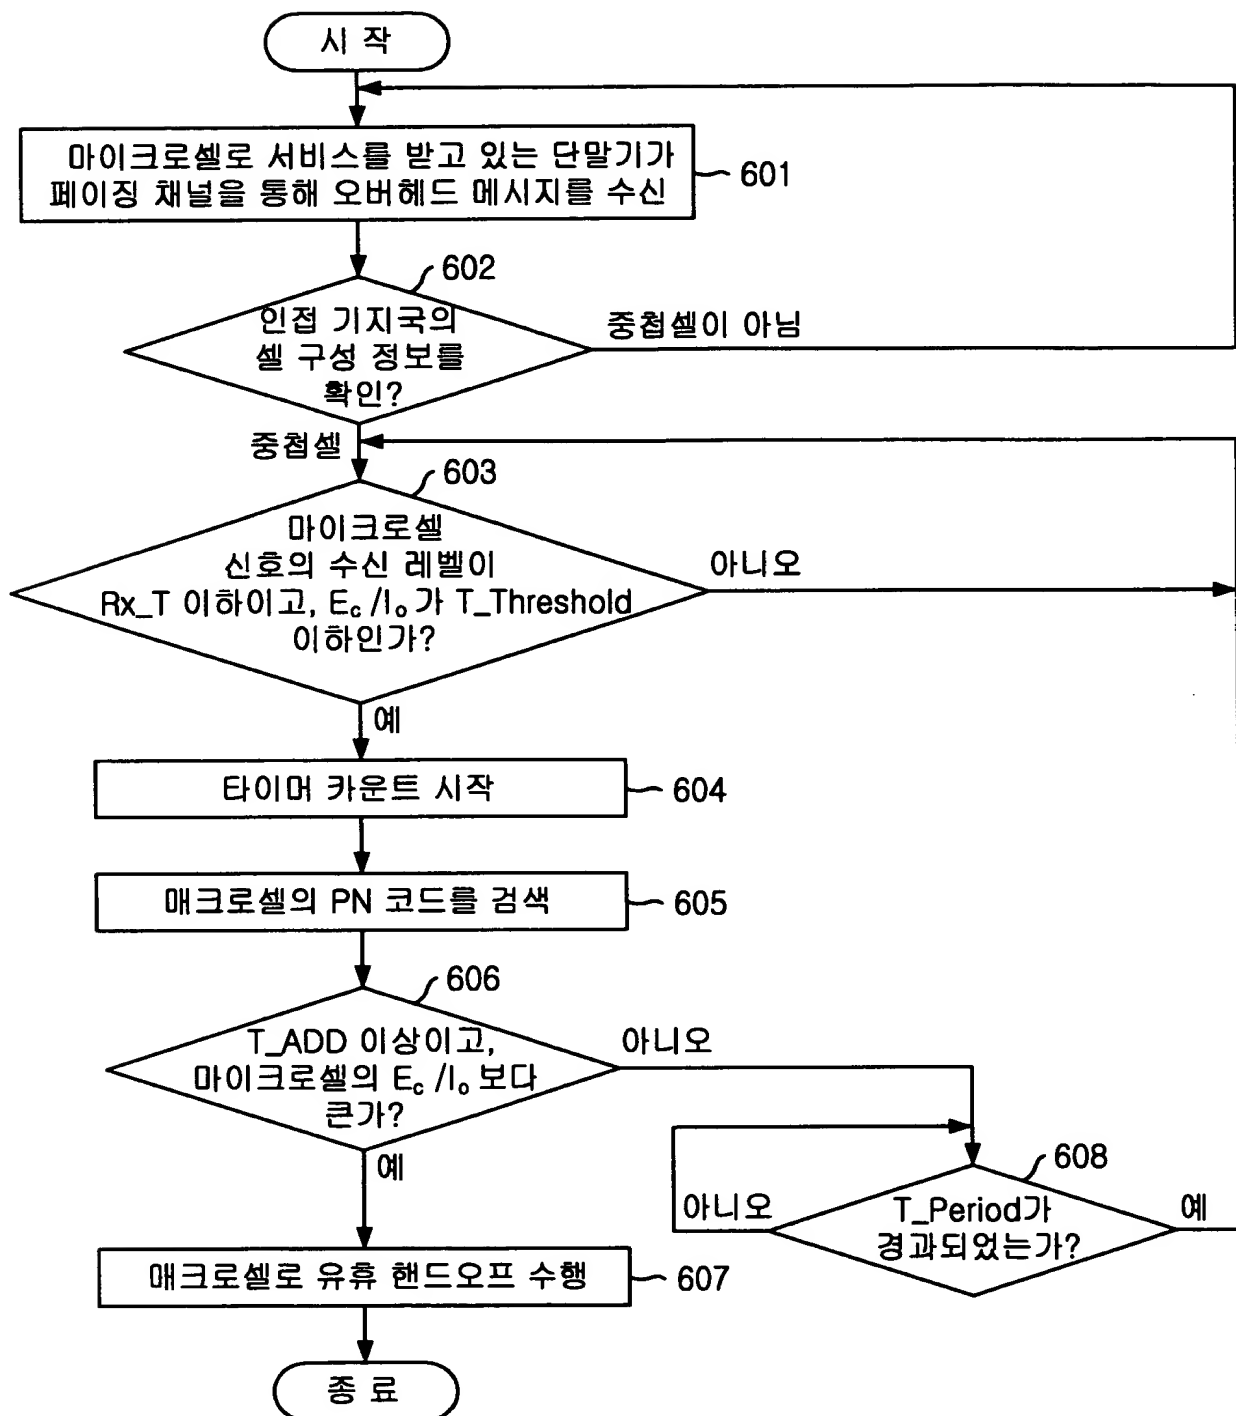 시 작
마이크로셀로 서비스를 받고 있는 단말기가
페이징 채널을 통해 오버헤드 메시지를 수신
601
602
인접 기지국의
셀 구성 정보를
확인?
중첩셀이 아님
중첩셀
603
마이크로셀
신호의 수신 레벨이
Rx_T 이하이고, Ec /Io 가 T_Threshold
이하인가?
아니오
예
타이머 카운트 시작
604
매크로셀의 PN 코드를 검색
605
606
T_ADD 이상이고,
마이크로셀의 Ec /Io 보다
큰가?
아니오
예
608
T_Period가
경과되었는가?
아니오
예
매크로셀로 유휴 핸드오프 수행
607
종 료